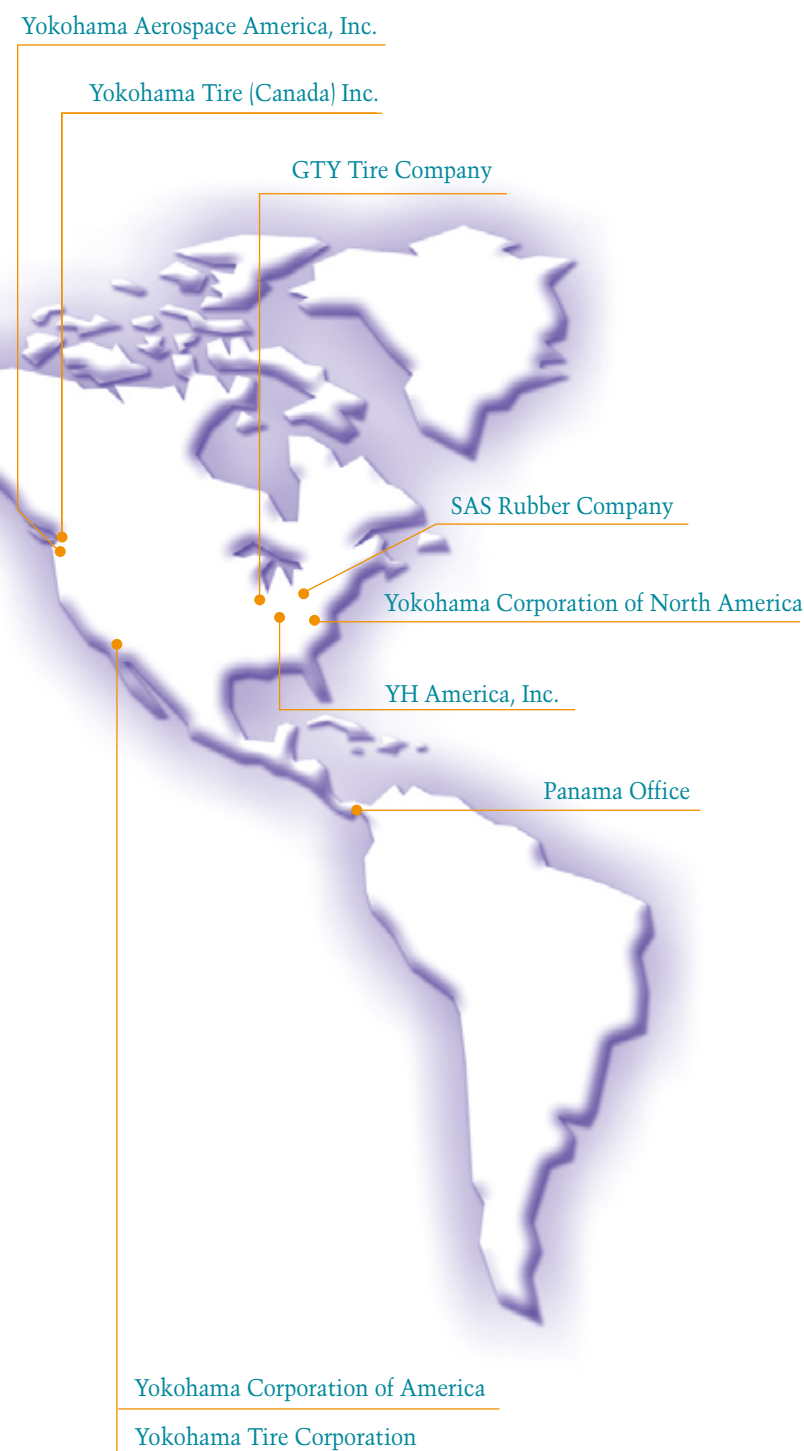 Yokohama Aerospace America, Inc.
Yokohama Tire (Canada) Inc.
GTY Tire Company
SAS Rubber Company
Yokohama Corporation of North America
YH America, Inc.
Panama Office
Yokohama Corporation of America
Yokohama Tire Corporation